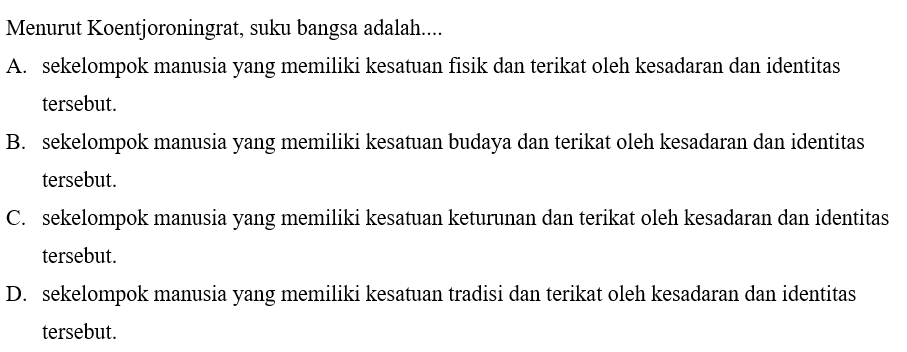 Menurut Koentjoroningrat, suku bangsa adalah....
A. sekelompok manusia yang memiliki kesatuan fisik dan terikat oleh kesadaran dan identitas
tersebut.
B. sekelompok manusia yang memiliki kesatuan budaya dan terikat oleh kesadaran dan identitas
tersebut.
C. sekelompok manusia yang memiliki kesatuan keturunan dan terikat oleh kesadaran dan identitas
tersebut.
D. sekelompok manusia yang memiliki kesatuan tradisi dan terikat oleh kesadaran dan identitas
tersebut.